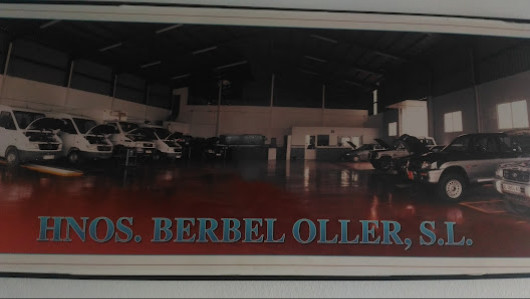 HNOS. BERBEL OLLER, S.L.